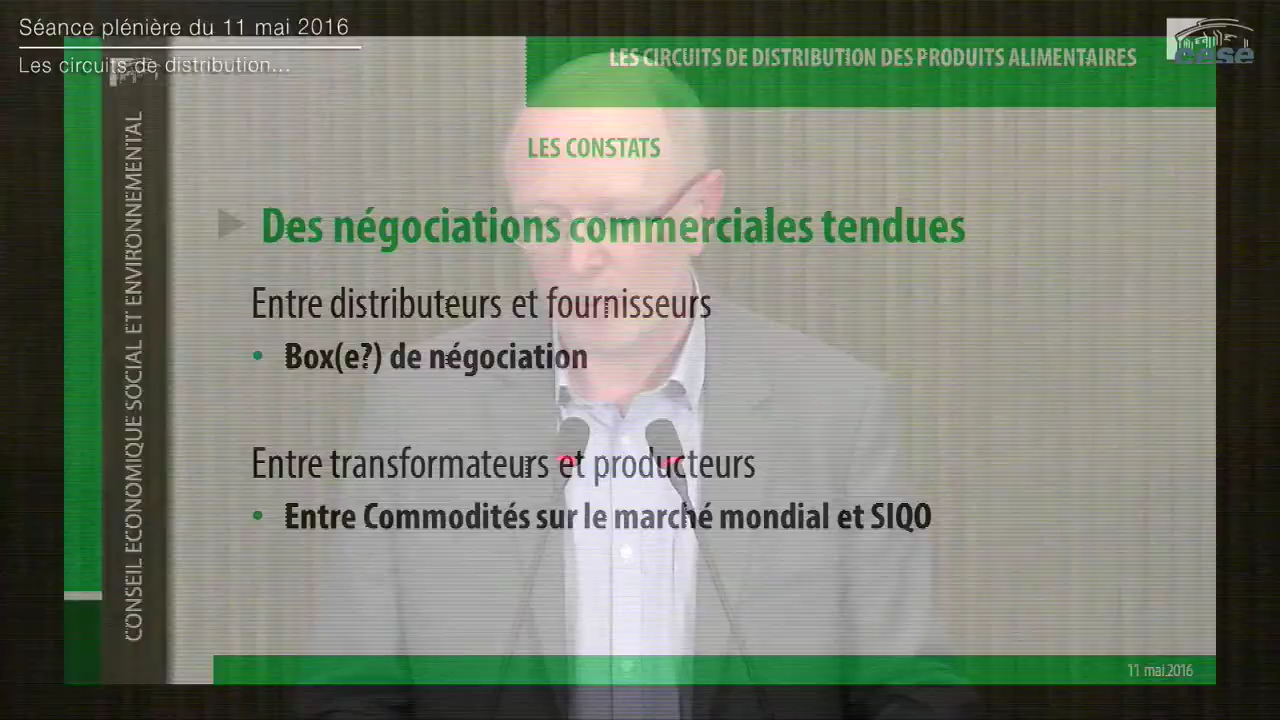 Séance plénière du 11 mai 2016
Les circuits de distribution...
cese
LES CIRCUITS DE DISTRIBUTION DES PRODUITS ALIMENTAIRES
CONSEIL ECONOMIQUE SOCIAL ET ENVIRONNEMENTAL
LES CONSTATS
Des négociations commerciales tendues
Entre distributeurs et fournisseurs
• Box(e?) de négociation
Entre transformateurs et producteurs
• Entre Commodités sur le marché mondial et SIQO
11 mai.2016